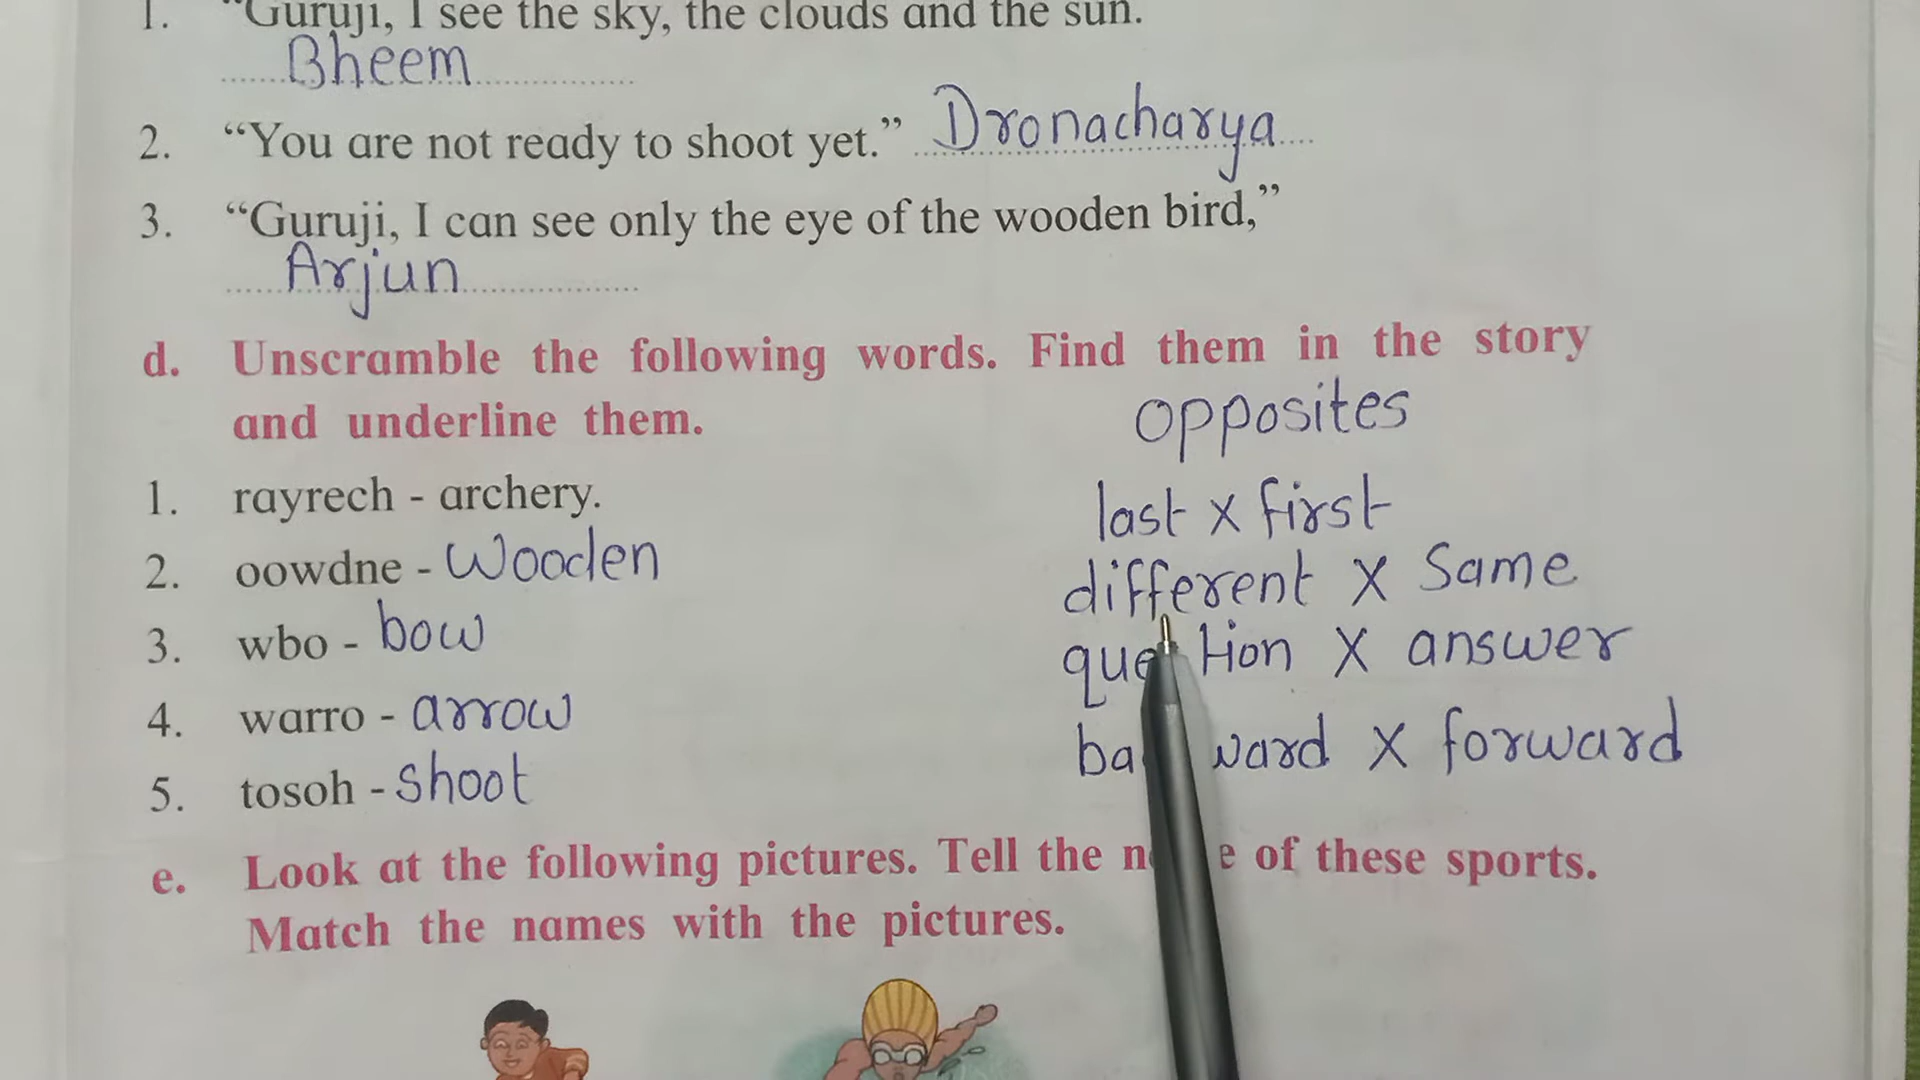 1. “Guruji, I see the sky, the clouds and the sun.
Bheem
2. “You are not ready to shoot yet.” Dronacharya
3. “Guruji, I can see only the eye of the wooden bird,”
Arjun
d. Unscramble the following words. Find them in the story
and underline them.
opposites
1. rayrech - archery.
last x first
2. oowdne - Wooden
different X Same
3. wbo - bow
X answer
4. warro - arrow
X forward
5. tosoh - Shoot
e. Look at the following pictures. Tell the of these sports.
Match the names with the pictures.